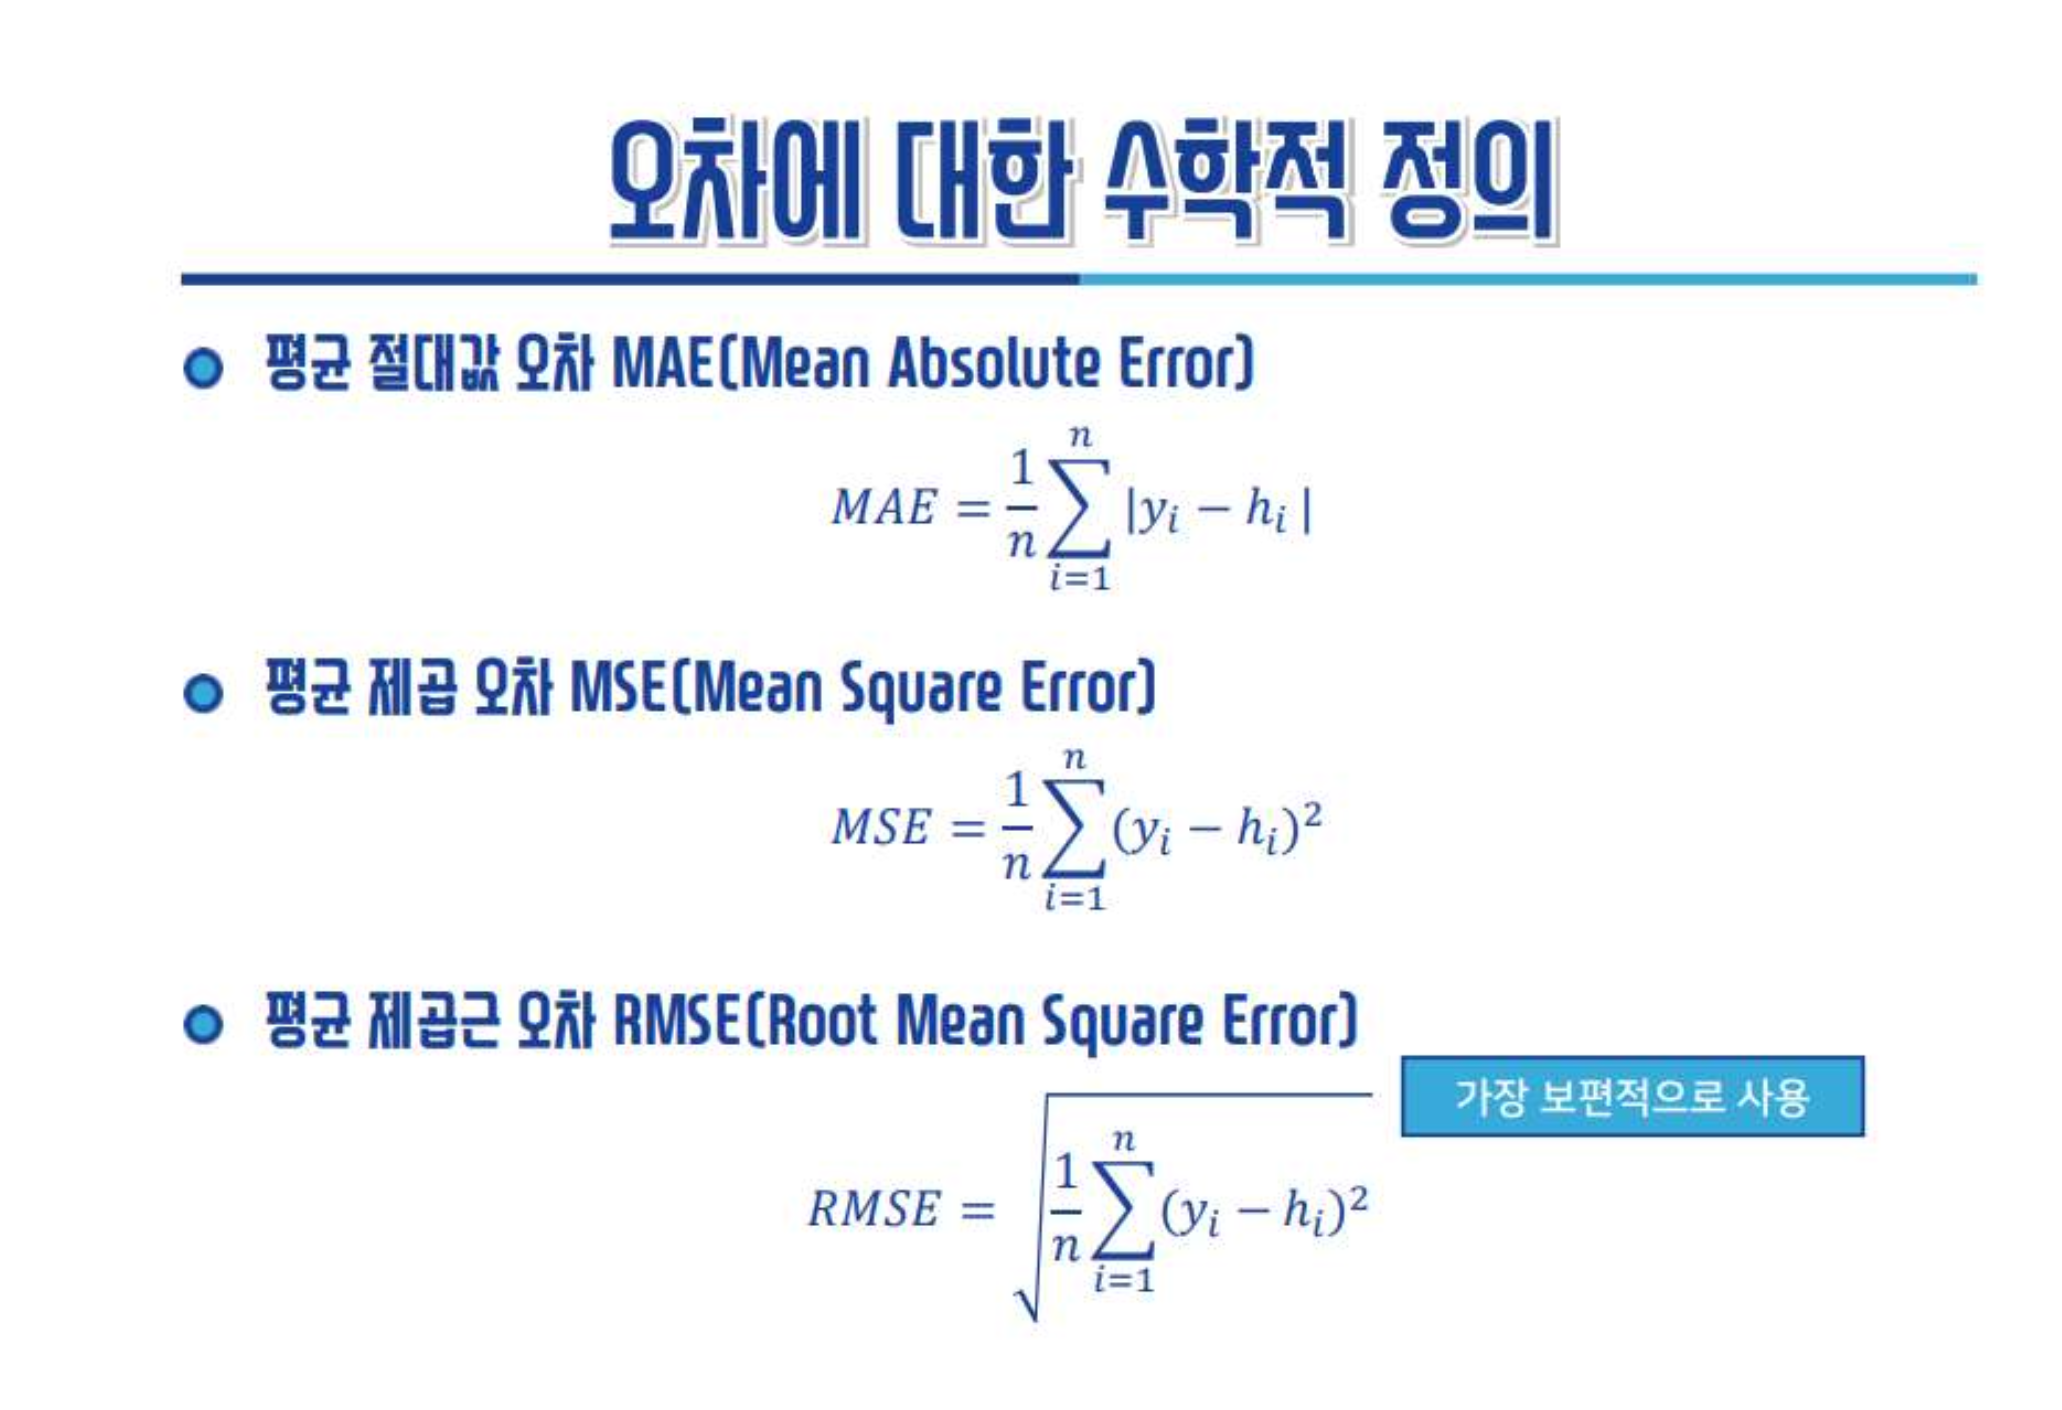 오차에 대한 수학적 정의
평균 절대값 오차 MAE(Mean Absolute Error)
MAE = \frac{1}{n}\sum_{i=1}^{n}|y_i - h_i|
평균 제곱 오차 MSE(Mean Square Error)
MSE = \frac{1}{n}\sum_{i=1}^{n}(y_i - h_i)^2
평균 제곱근 오차 RMSE(Root Mean Square Error)
가장 보편적으로 사용
RMSE = \sqrt{\frac{1}{n}\sum_{i=1}^{n}(y_i - h_i)^2}